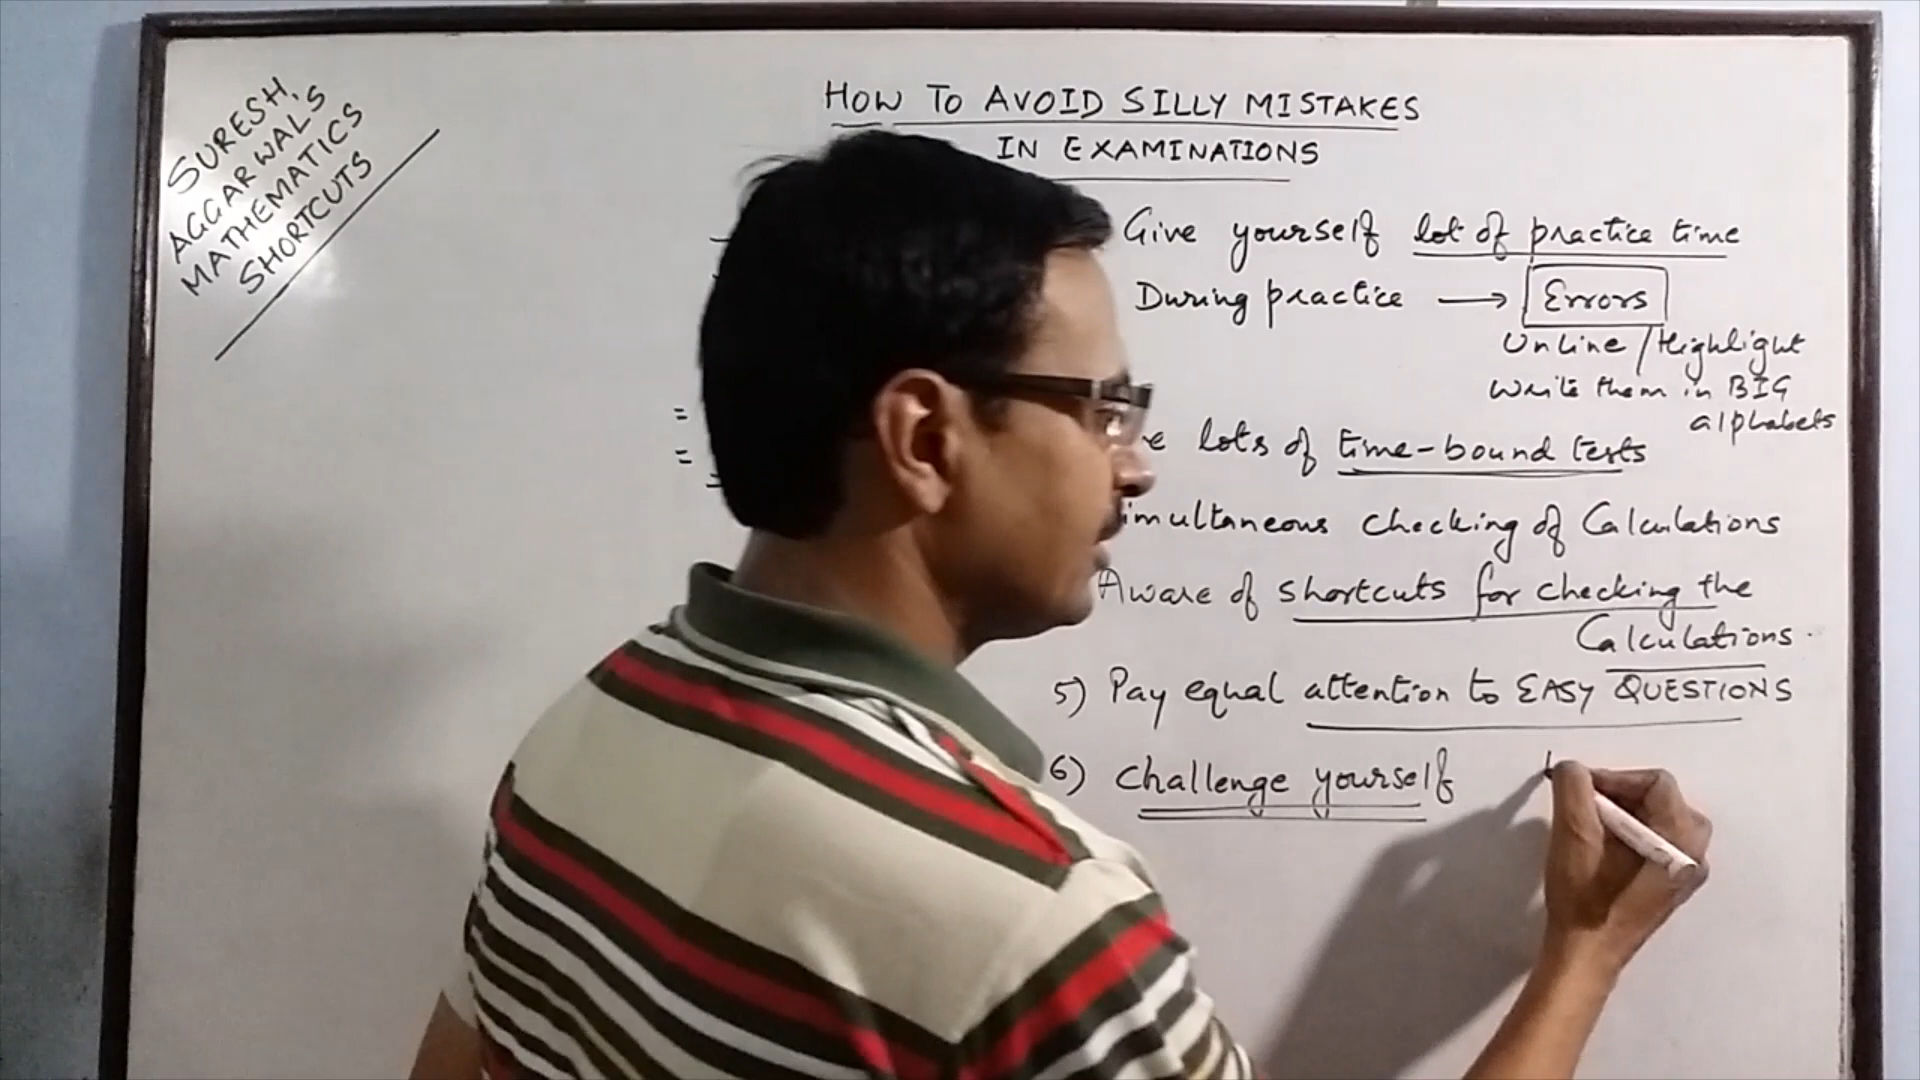 SURESH
AGGARWAL'S
MATHEMATICS
SHORTCUTS
HOW TO AVOID SILLY MISTAKES
IN EXAMINATIONS
Give yourself lot of practice time
During practice → Errors
UnLine / Highlight
Write them in BIG
alphabets
lots of time-bound tests
imultaneous checking of Calculations
Aware of shortcuts for checking the
Calculations.
5) Pay equal attention to EASY QUESTIONS
6) Challenge yourself
=
=